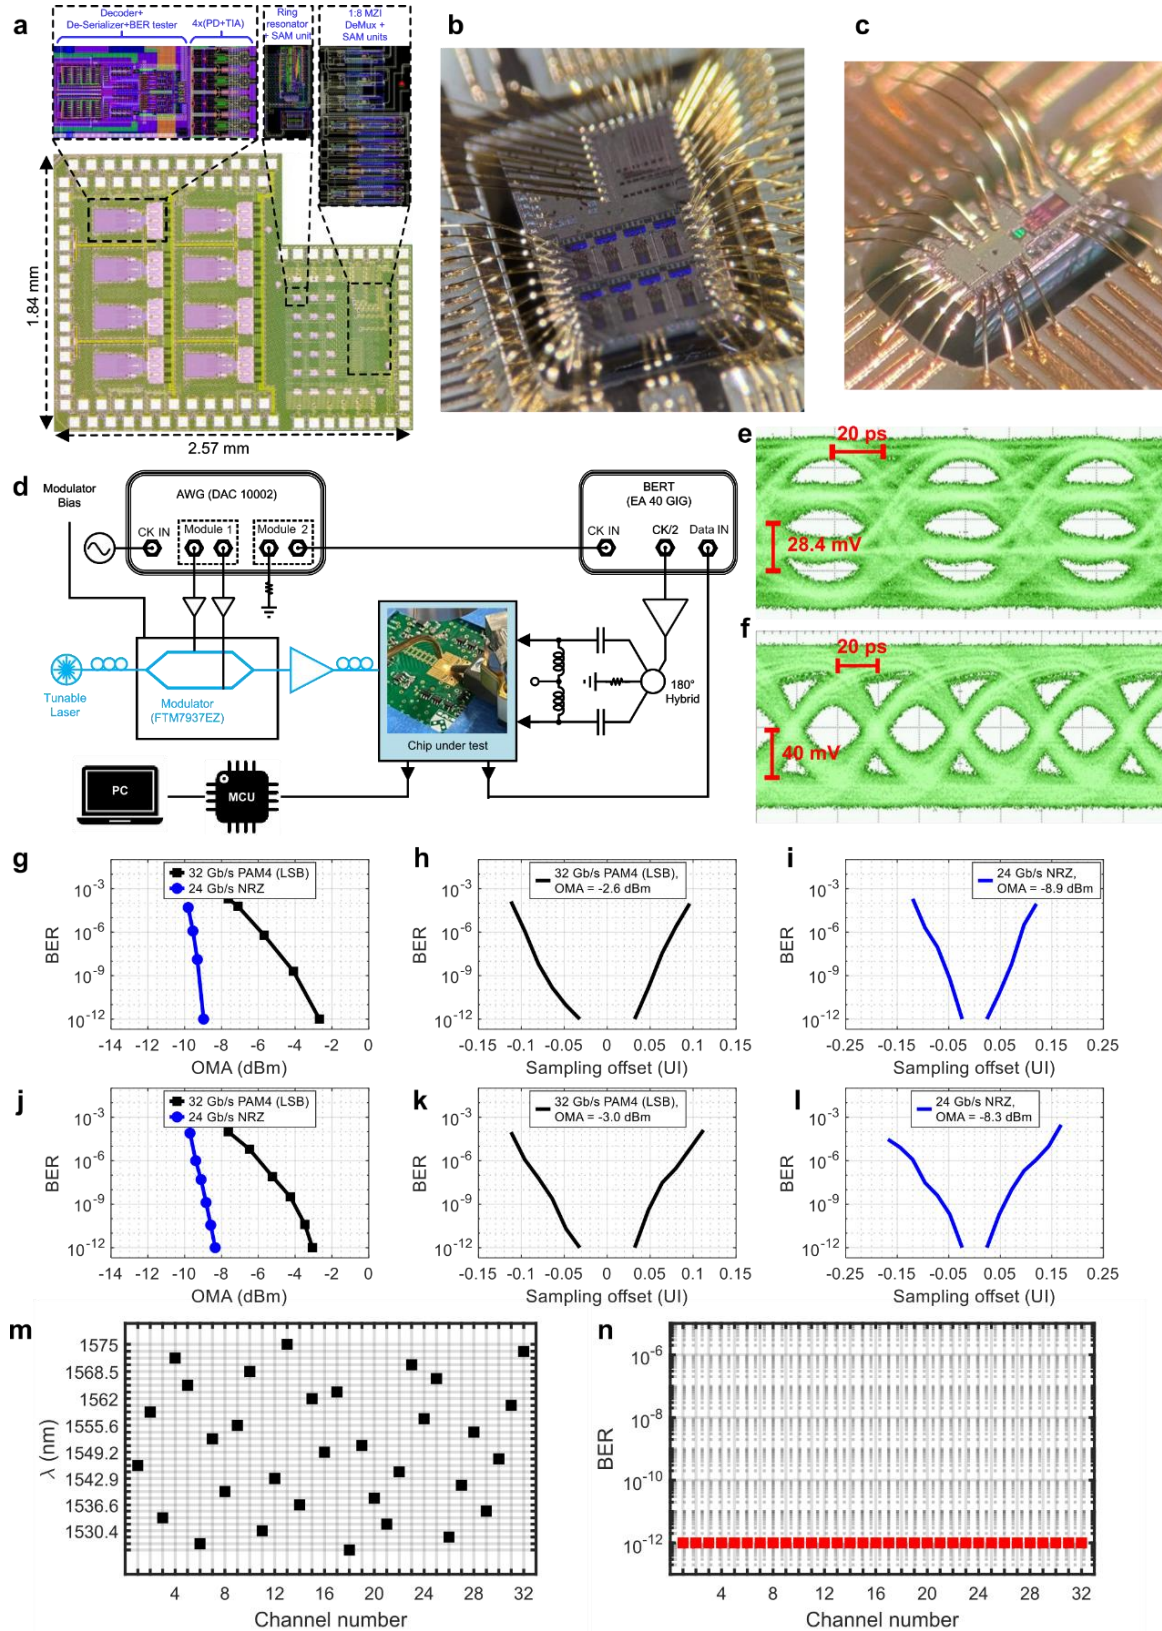 a
Decoder+
De-Serializer+BER tester
4x(PD+TIA)
Ring
resonator
+ SAM unit
1:8 MZI
DeMux +
SAM units
1.84 mm
2.57 mm
b
c
d
Modulator
Bias
AWG (DAC 10002)
CK IN
Module 1
Module 2
BERT
(EA 40 GIG)
CK IN
CK/2
Data IN
Tunable
Laser
Modulator
(FTM7937EZ)
Chip under test
180°
Hybrid
PC
MCU
e
20 ps
28.4 mV
f
20 ps
40 mV
g
32 Gb/s PAM4 (LSB)
24 Gb/s NRZ
BER
10-3
10-6
10-9
10-12
-14 -12 -10 -8 -6 -4 -2 0
OMA (dBm)
h
32 Gb/s PAM4 (LSB),
OMA = -2.6 dBm
BER
10-3
10-6
10-9
10-12
-0.15 -0.1 -0.05 0 0.05 0.1 0.15
Sampling offset (UI)
i
24 Gb/s NRZ,
OMA = -8.9 dBm
BER
10-3
10-6
10-9
10-12
-0.25 -0.15 -0.05 0.05 0.15 0.25
Sampling offset (UI)
j
32 Gb/s PAM4 (LSB)
24 Gb/s NRZ
BER
10-3
10-6
10-9
10-12
-14 -12 -10 -8 -6 -4 -2 0
OMA (dBm)
k
32 Gb/s PAM4 (LSB),
OMA = -3.0 dBm
BER
10-3
10-6
10-9
10-12
-0.15 -0.1 -0.05 0 0.05 0.1 0.15
Sampling offset (UI)
l
24 Gb/s NRZ,
OMA = -8.3 dBm
BER
10-3
10-6
10-9
10-12
-0.25 -0.15 -0.05 0.05 0.15 0.25
Sampling offset (UI)
m
λ (nm)
1575
1568.5
1562
1555.6
1549.2
1542.9
1536.6
1530.4
4 8 12 16 20 24 28 32
Channel number
n
BER
10-6
10-8
10-10
10-12
4 8 12 16 20 24 28 32
Channel number